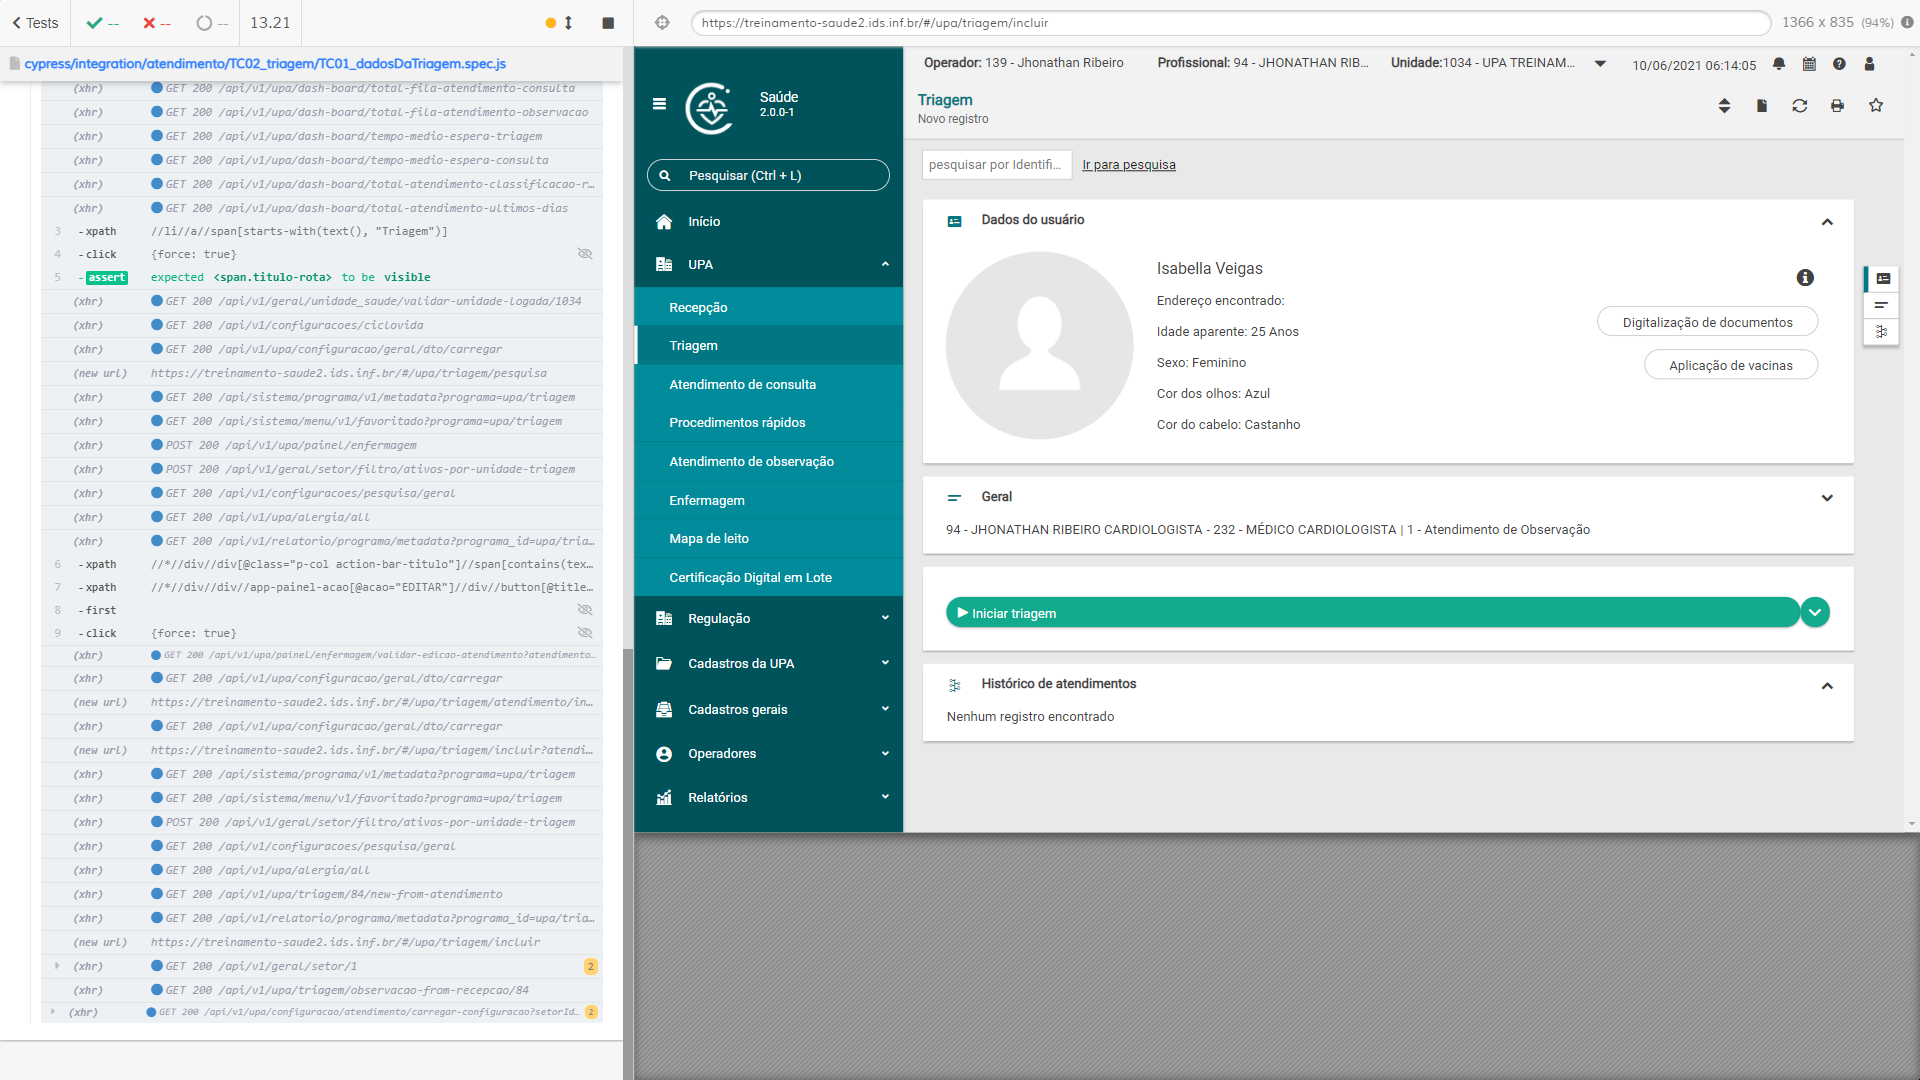 Tests
--
--
--
13.21
https://treinamento-saude2.ids.inf.br/#/upa/triagem/incluir
1366 x 835 (94%)
cypress/integration/atendimento/TC02_triagem/TC01_dadosDaTriagem.spec.js
(xhr) GET 200 /api/v1/upa/dash-board/total-fila-atendimento-consulta
(xhr) GET 200 /api/v1/upa/dash-board/total-fila-atendimento-observacao
(xhr) GET 200 /api/v1/upa/dash-board/tempo-medio-espera-triagem
(xhr) GET 200 /api/v1/upa/dash-board/tempo-medio-espera-consulta
(xhr) GET 200 /api/v1/upa/dash-board/total-atendimento-classificacao-r…
(xhr) GET 200 /api/v1/upa/dash-board/total-atendimento-ultimos-dias
3 -xpath //li//a//span[starts-with(text(), "Triagem")]
4 -click {force: true}
5 -assert expected <span.titulo-rota> to be visible
(xhr) GET 200 /api/v1/geral/unidade_saude/validar-unidade-logada/1034
(xhr) GET 200 /api/v1/configuracoes/ciclovida
(xhr) GET 200 /api/v1/upa/configuracao/geral/dto/carregar
(new url) https://treinamento-saude2.ids.inf.br/#/upa/triagem/pesquisa
(xhr) GET 200 /api/sistema/programa/v1/metadata?programa=upa/triagem
(xhr) GET 200 /api/sistema/menu/v1/favoritado?programa=upa/triagem
(xhr) POST 200 /api/v1/upa/painel/enfermagem
(xhr) POST 200 /api/v1/geral/setor/filtro/ativos-por-unidade-triagem
(xhr) GET 200 /api/v1/configuracoes/pesquisa/geral
(xhr) GET 200 /api/v1/upa/alergia/all
(xhr) GET 200 /api/v1/relatorio/programa/metadata?programa_id=upa/tria…
6 -xpath //*//div//div[@class="p-col action-bar-titulo"]//span[contains(tex…
7 -xpath //*//div//div//app-painel-acao[@acao="EDITAR"]//div//button[@title…
8 -first
9 -click {force: true}
(xhr) GET 200 /api/v1/upa/painel/enfermagem/validar-edicao-atendimento?atendimento…
(xhr) GET 200 /api/v1/upa/configuracao/geral/dto/carregar
(new url) https://treinamento-saude2.ids.inf.br/#/upa/triagem/atendimento/in…
(xhr) GET 200 /api/v1/upa/configuracao/geral/dto/carregar
(new url) https://treinamento-saude2.ids.inf.br/#/upa/triagem/incluir?atendi…
(xhr) GET 200 /api/sistema/programa/v1/metadata?programa=upa/triagem
(xhr) GET 200 /api/sistema/menu/v1/favoritado?programa=upa/triagem
(xhr) POST 200 /api/v1/geral/setor/filtro/ativos-por-unidade-triagem
(xhr) GET 200 /api/v1/configuracoes/pesquisa/geral
(xhr) GET 200 /api/v1/upa/alergia/all
(xhr) GET 200 /api/v1/upa/triagem/84/new-from-atendimento
(xhr) GET 200 /api/v1/relatorio/programa/metadata?programa_id=upa/tria…
(new url) https://treinamento-saude2.ids.inf.br/#/upa/triagem/incluir
(xhr) GET 200 /api/v1/geral/setor/1 2
(xhr) GET 200 /api/v1/upa/triagem/observacao-from-recepcao/84
(xhr) GET 200 /api/v1/upa/configuracao/atendimento/carregar-configuracao?setorId… 2
Saúde
2.0.0-1
Pesquisar (Ctrl + L)
Início
UPA
Recepção
Triagem
Atendimento de consulta
Procedimentos rápidos
Atendimento de observação
Enfermagem
Mapa de leito
Certificação Digital em Lote
Regulação
Cadastros da UPA
Cadastros gerais
Operadores
Relatórios
Operador: 139 - Jhonathan Ribeiro
Profissional: 94 - JHONATHAN RIB...
Unidade:1034 - UPA TREINAM...
10/06/2021 06:14:05
Triagem
Novo registro
pesquisar por Identifi...
Ir para pesquisa
Dados do usuário
Isabella Veigas
Endereço encontrado:
Idade aparente: 25 Anos
Sexo: Feminino
Cor dos olhos: Azul
Cor do cabelo: Castanho
Digitalização de documentos
Aplicação de vacinas
Geral
94 - JHONATHAN RIBEIRO CARDIOLOGISTA - 232 - MÉDICO CARDIOLOGISTA | 1 - Atendimento de Observação
Iniciar triagem
Histórico de atendimentos
Nenhum registro encontrado